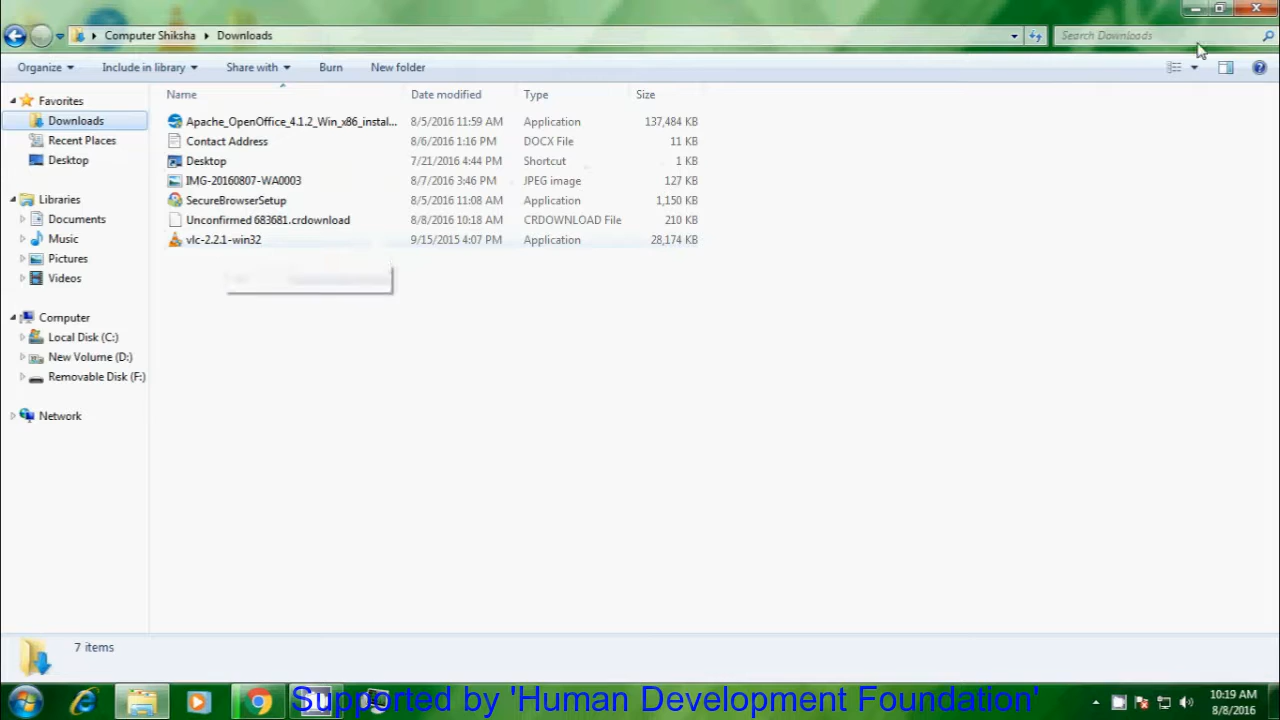 Computer Shiksha Downloads
Search Downloads
Organize Include in library Share with Burn New folder
Name Date modified Type Size
Favorites
Downloads
Recent Places
Desktop
Libraries
Documents
Music
Pictures
Videos
Computer
Local Disk (C:)
New Volume (D:)
Removable Disk (F:)
Network
Apache_OpenOffice_4.1.2_Win_x86_instal... 8/5/2016 11:59 AM Application 137,484 KB
Contact Address 8/6/2016 1:16 PM DOCX File 11 KB
Desktop 7/21/2016 4:44 PM Shortcut 1 KB
IMG-20160807-WA0003 8/7/2016 3:46 PM JPEG image 127 KB
SecureBrowserSetup 8/5/2016 11:08 AM Application 1,150 KB
Unconfirmed 683681.crdownload 8/8/2016 10:18 AM CRDOWNLOAD File 210 KB
vlc-2.2.1-win32 9/15/2015 4:07 PM Application 28,174 KB
7 items
Supported by 'Human Development Foundation'
10:19 AM
8/8/2016